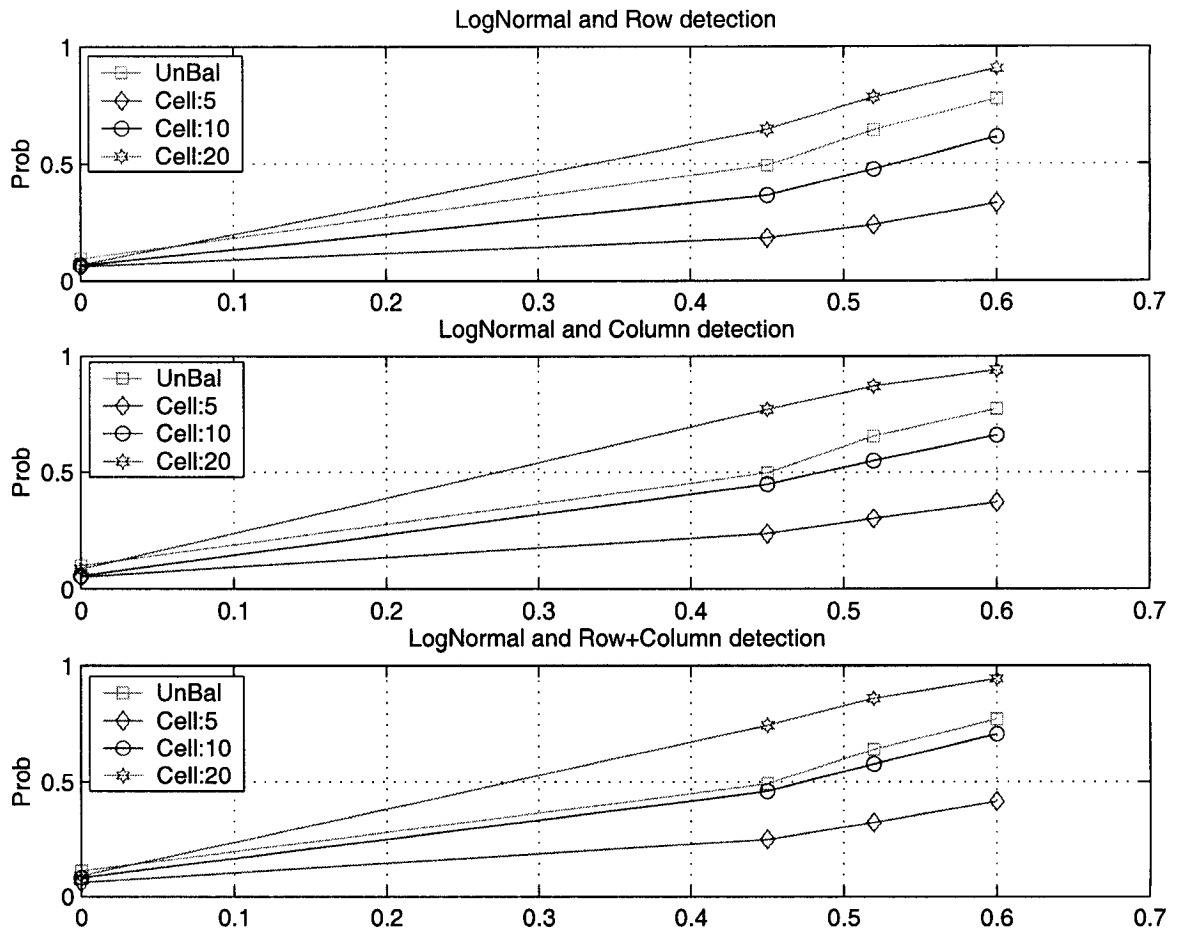 LogNormal and Row detection
1
UnBal
Cell:5
Cell:10
Cell:20
Prob
0.5
0
0 0.1 0.2 0.3 0.4 0.5 0.6 0.7
LogNormal and Column detection
1
UnBal
Cell:5
Cell:10
Cell:20
Prob
0.5
0
0 0.1 0.2 0.3 0.4 0.5 0.6 0.7
LogNormal and Row+Column detection
1
UnBal
Cell:5
Cell:10
Cell:20
Prob
0.5
0
0 0.1 0.2 0.3 0.4 0.5 0.6 0.7